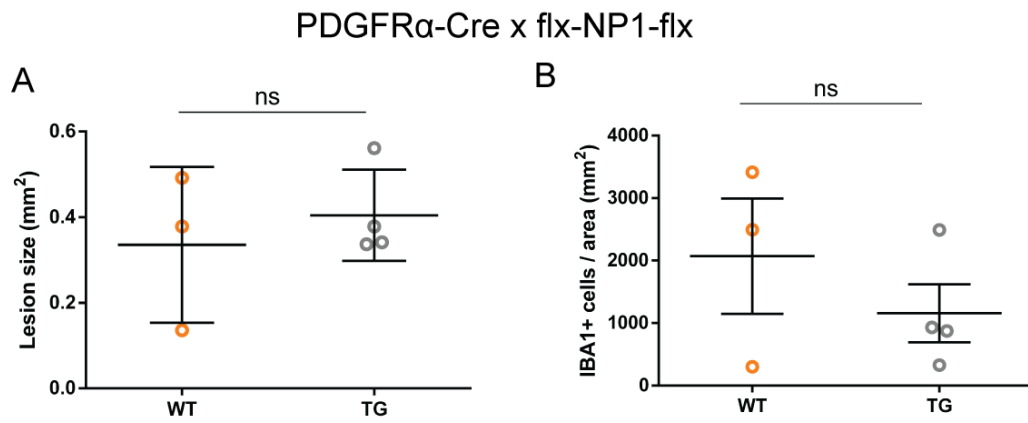 PDGFRα-Cre x flx-NP1-flx
A
ns
Lesion size (mm²)
0.6
0.4
0.2
0.0
WT TG
B
ns
IBA1+ cells / area (mm²)
4000
3000
2000
1000
0
WT TG